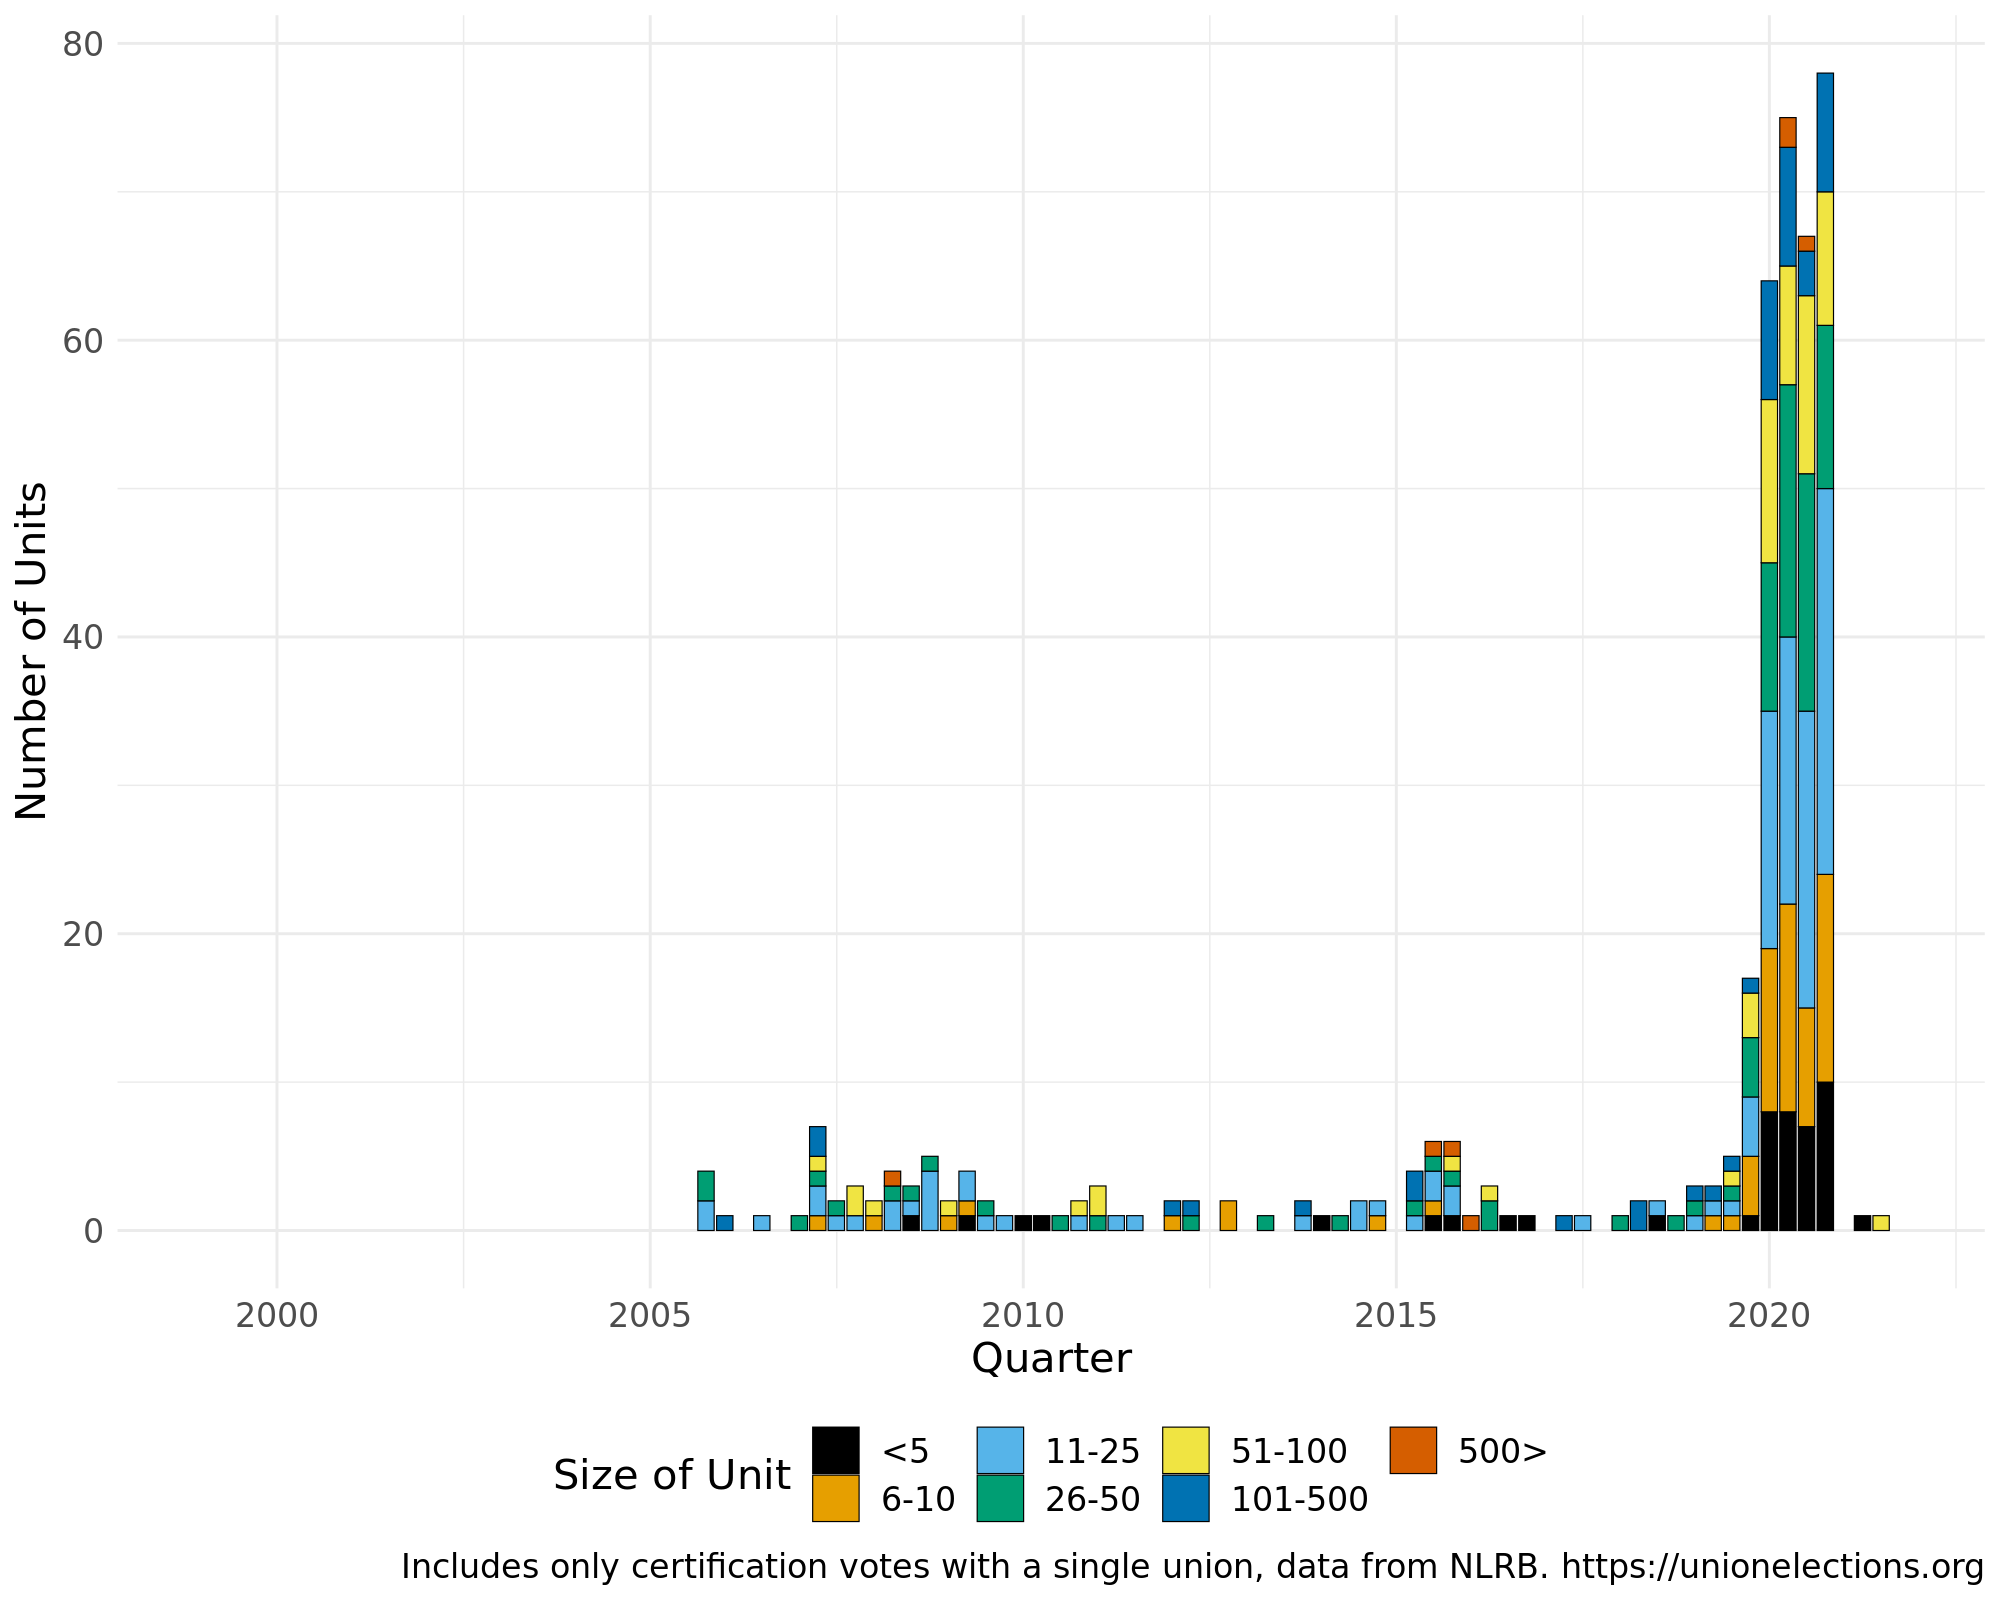 80
60
40
20
0
Number of Units
2000 2005 2010 2015 2020
Quarter
Size of Unit
<5 11-25 51-100 500>
6-10 26-50 101-500
Includes only certification votes with a single union, data from NLRB. https://unionelections.org